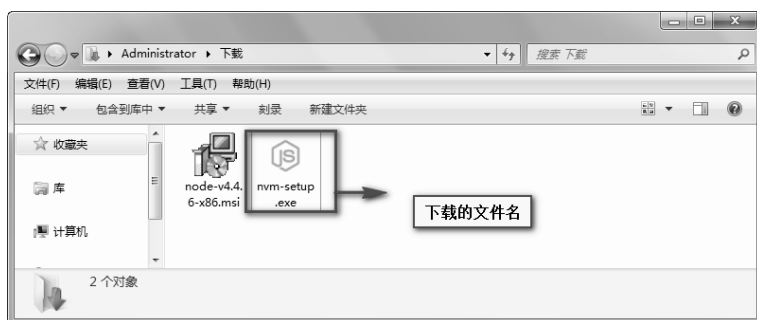 Administrator ▸ 下载
搜索 下载
文件(F) 编辑(E) 查看(V) 工具(T) 帮助(H)
组织 包含到库中 共享 刻录 新建文件夹
收藏夹
库
计算机
node-v4.4.
6-x86.msi
JS
nvm-setup
.exe
下载的文件名
2 个对象